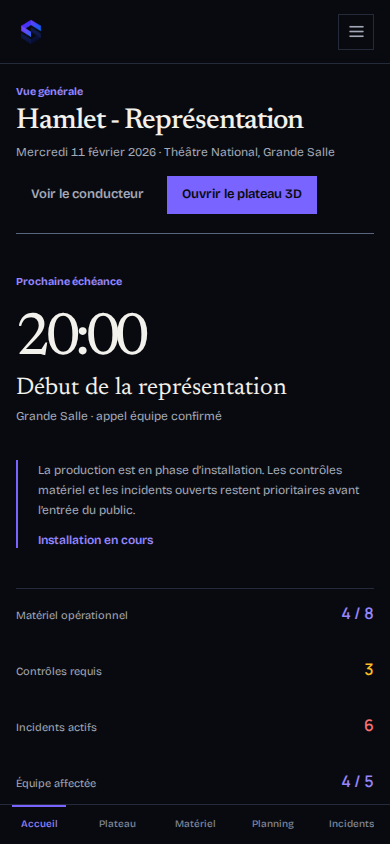 Vue générale
Hamlet - Représentation
Mercredi 11 février 2026 · Théâtre National, Grande Salle
Voir le conducteur
Ouvrir le plateau 3D
Prochaine échéance
20:00
Début de la représentation
Grande Salle · appel équipe confirmé
La production est en phase d'installation. Les contrôles
matériel et les incidents ouverts restent prioritaires avant
l'entrée du public.
Installation en cours
Matériel opérationnel 4 / 8
Contrôles requis 3
Incidents actifs 6
Équipe affectée 4 / 5
Accueil Plateau Matériel Planning Incidents